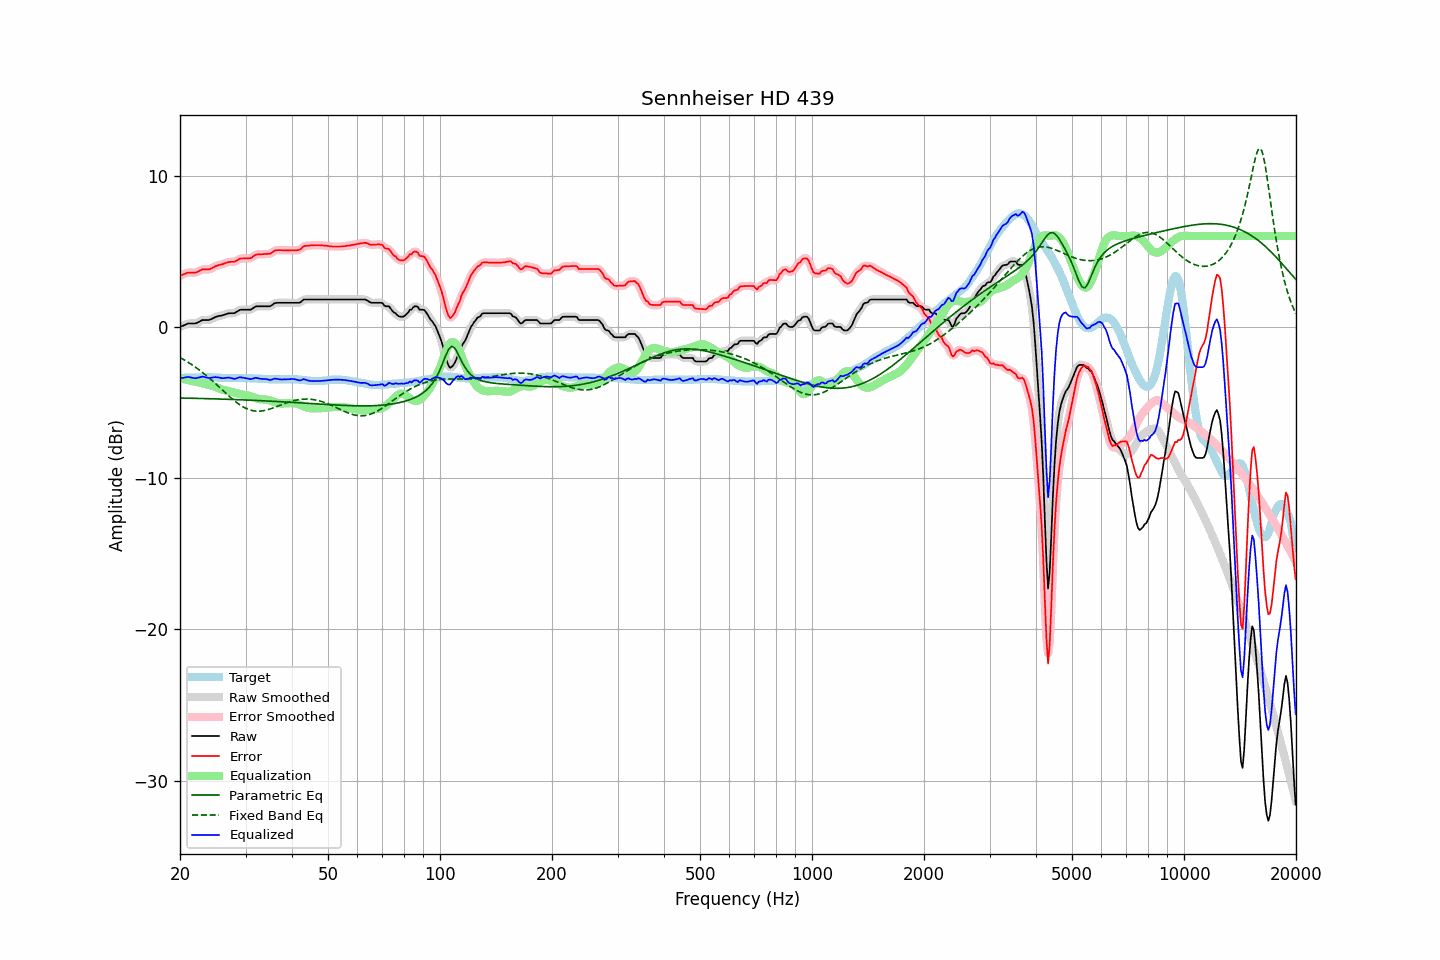 Sennheiser HD 439
Amplitude (dBr)
10
0
−10
−20
−30
Target
Raw Smoothed
Error Smoothed
Raw
Error
Equalization
Parametric Eq
Fixed Band Eq
Equalized
20 50 100 200 500 1000 2000 5000 10000 20000
Frequency (Hz)